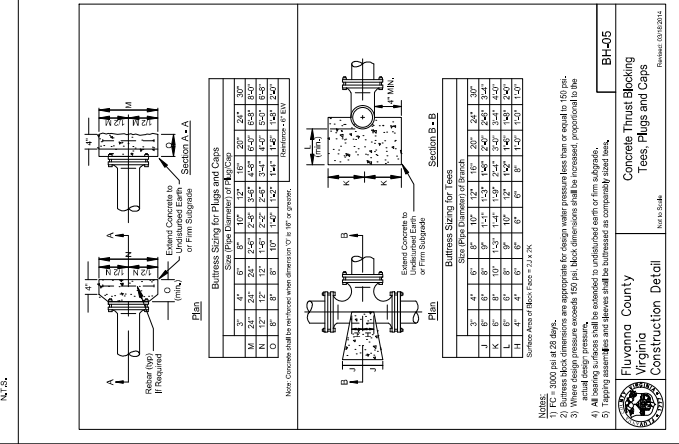 N.T.S.
A
A
4"
N
1/2 N
1/2 N
O
(min.)
Rebar (typ)
If Required
Plan
Extend Concrete to
Undisturbed Earth
or Firm Subgrade
4"
M
1/2 M
1/2 M
O
Section A - A
Buttress Sizing for Plugs and Caps
Size (Pipe Diameter) of Plug/Cap
3" 4" 6" 8" 10" 12" 16" 20" 24" 30"
M 24" 24" 24" 2'-6" 2'-8" 3'-6" 4'-8" 8'-0"
N 12" 12" 12" 1'-6" 2'-2" 2'-6" 3'-4" 5'-0" 6'-8"
O 8" 8" 8" 10" 1'-0" 1'-2" 1'-4" 1'-6" 1'-8" 2'-0"
Reinforce - 6" EW
Note: Concrete shall be reinforced when dimension 'O' is 16" or greater.
B
B
Plan
Extend Concrete to
Undisturbed Earth
or Firm Subgrade
L
(min.)
4" MIN.
K
K
Section B - B
Buttress Sizing for Tees
Size (Pipe Diameter) of Branch
3" 4" 6" 8" 10" 12" 16" 20" 24" 30"
J 6" 6" 8" 9" 1'-1" 1'-3" 1'-8" 2'-0" 2'-8" 3'-4"
K 6" 8" 10" 1'-3" 1'-4" 1'-9" 2'-4" 3'-0" 3'-4" 4'-0"
L 6" 6" 8" 9" 10" 12" 1'-2" 1'-6" 1'-8" 2'-0"
H 4" 4" 6" 6" 6" 6" 8" 1'-0" 1'-0" 1'-0"
Surface Area of Block Face = 2J x 2K
Notes:
1) FC = 3000 psi at 28 days.
2) Buttress block dimensions are appropriate for design water pressure less than or equal to 150 psi.
3) Where design pressure exceeds 150 psi, block dimensions shall be increased, proportional to the
actual design pressure.
4) All bearing surfaces shall be extended to undisturbed earth or firm subgrade.
5) Tapping assemblies and sleeves shall be buttressed as comparably sized tees.
BH-05
Fluvanna County
Virginia
Construction Detail
Concrete Thrust Blocking
Tees, Plugs and Caps
Not to Scale
Revised: 03/18/2014